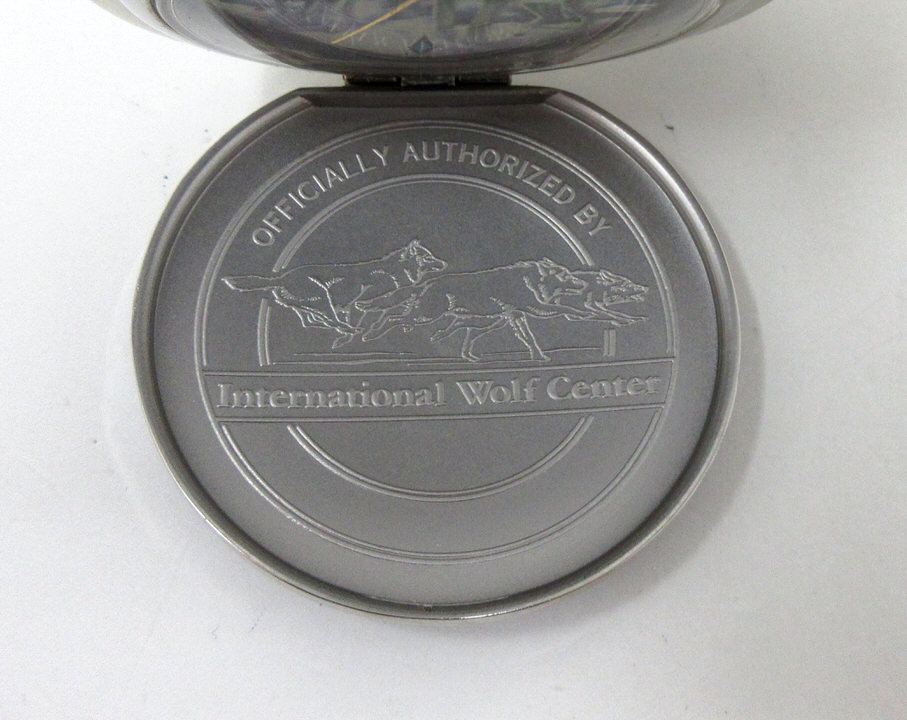 OFFICIALLY AUTHORIZED BY
International Wolf Center